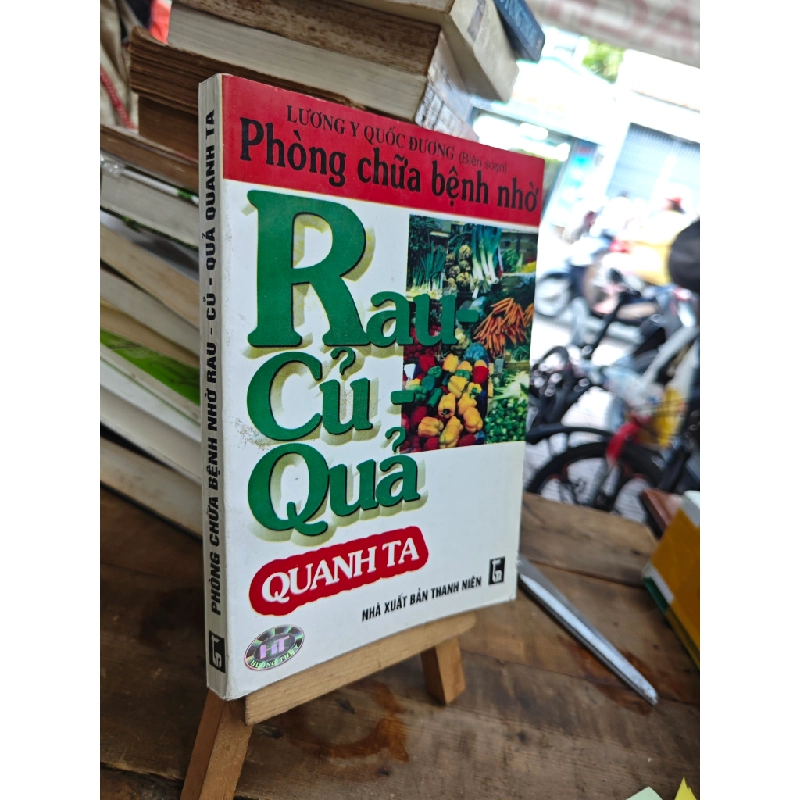 LƯƠNG Y QUỐC ĐƯƠNG (Biên soạn)
Phòng chữa bệnh nhờ
Rau-
Củ -
Quả
QUANH TA
NHÀ XUẤT BẢN THANH NIÊN
HT
PHÒNG CHỮA BỆNH NHỜ RAU - CỦ - QUẢ QUANH TA